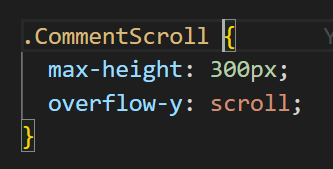 .CommentScroll {
max-height: 300px;
overflow-y: scroll;
}